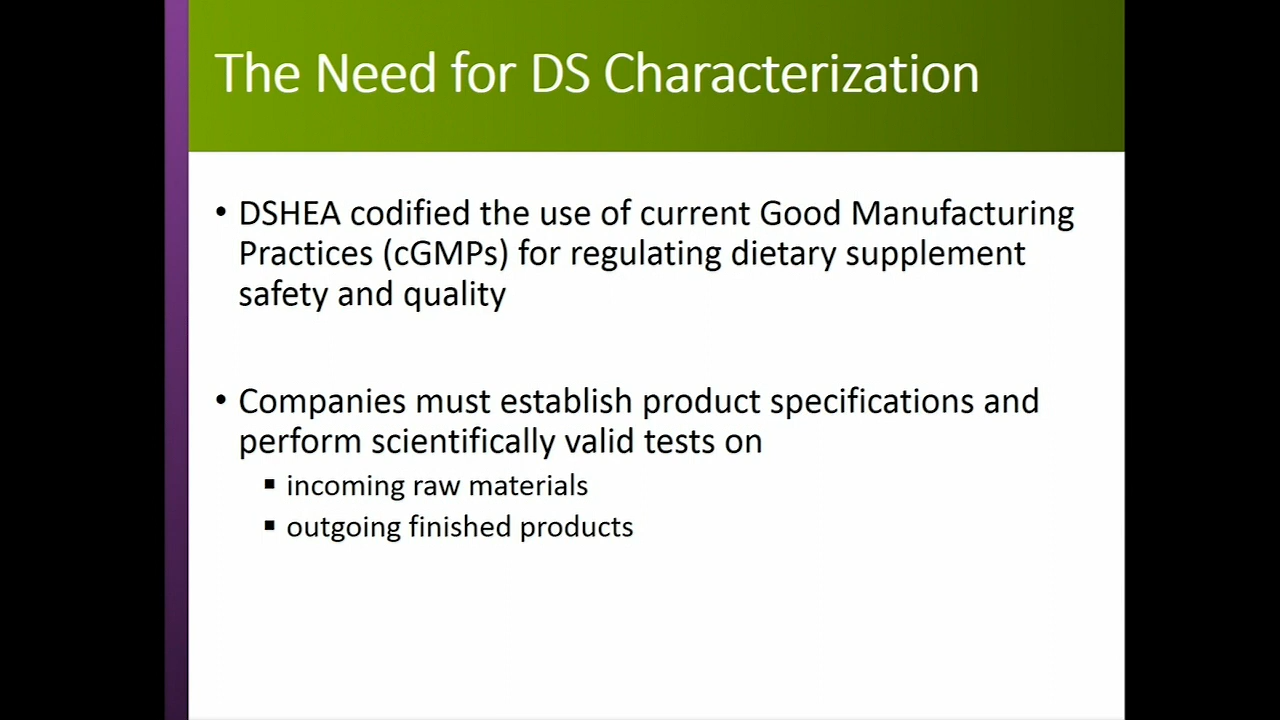 The Need for DS Characterization
• DSHEA codified the use of current Good Manufacturing
Practices (cGMPs) for regulating dietary supplement
safety and quality
• Companies must establish product specifications and
perform scientifically valid tests on
▪ incoming raw materials
▪ outgoing finished products